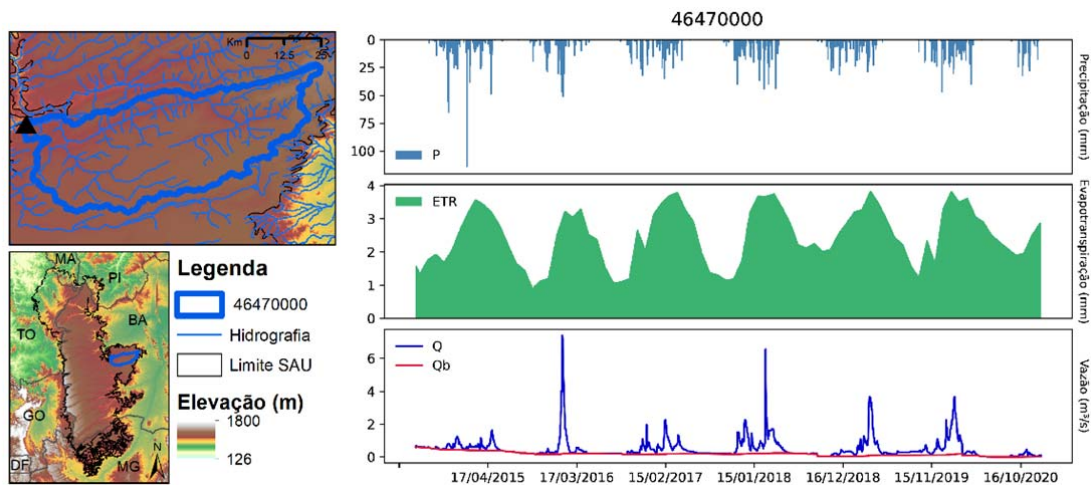 46470000
Km
0 12.5 25
MA
PI
TO
BA
GO
DF
MG
N
Legenda
46470000
Hidrografia
Limite SAU
Elevação (m)
1800
126
0
25
50
75
100
P
Precipitação (mm)
4
3
2
1
0
ETR
Evapotranspiração (mm)
6
4
2
0
Q
Qb
Vazão (m³/s)
17/04/2015 17/03/2016 15/02/2017 15/01/2018 16/12/2018 15/11/2019 16/10/2020